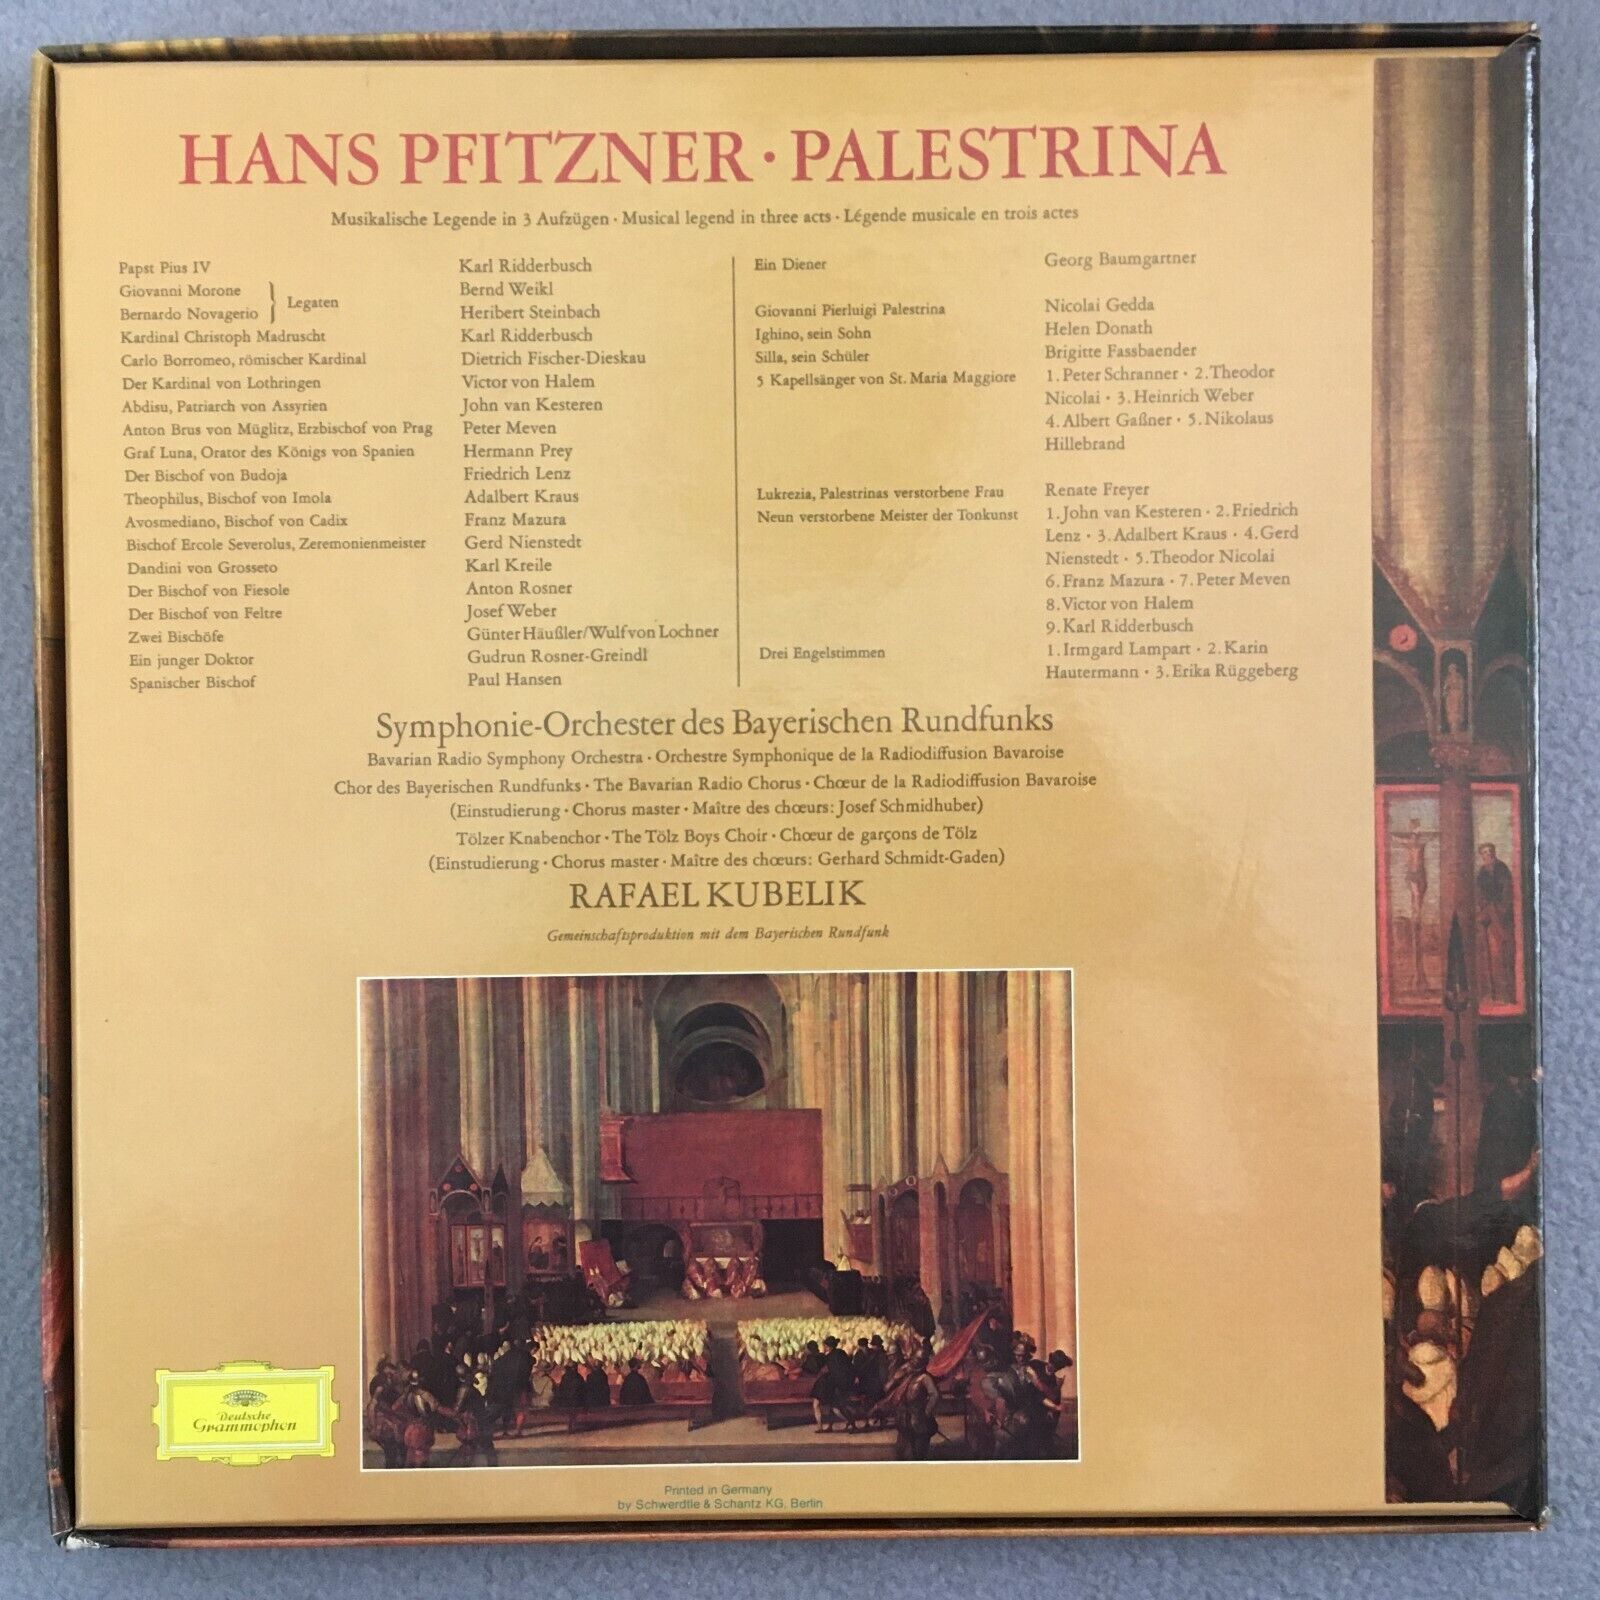 HANS PFITZNER · PALESTRINA
Musikalische Legende in 3 Aufzügen · Musical legend in three acts · Légende musicale en trois actes
Papst Pius IV Karl Ridderbusch
Giovanni Morone } Legaten Bernd Weikl
Bernardo Novagerio Heribert Steinbach
Kardinal Christoph Madruscht Karl Ridderbusch
Carlo Borromeo, römischer Kardinal Dietrich Fischer-Dieskau
Der Kardinal von Lothringen Victor von Halem
Abdisu, Patriarch von Assyrien John van Kesteren
Anton Brus von Müglitz, Erzbischof von Prag Peter Meven
Graf Luna, Orator des Königs von Spanien Hermann Prey
Der Bischof von Budoja Friedrich Lenz
Theophilus, Bischof von Imola Adalbert Kraus
Avosmediano, Bischof von Cadix Franz Mazura
Bischof Ercole Severolus, Zeremonienmeister Gerd Nienstedt
Dandini von Grosseto Karl Kreile
Der Bischof von Fiesole Anton Rosner
Der Bischof von Feltre Josef Weber
Zwei Bischöfe Günter Häußler/Wulf von Lochner
Ein junger Doktor Gudrun Rosner-Greindl
Spanischer Bischof Paul Hansen
Ein Diener Georg Baumgartner
Giovanni Pierluigi Palestrina Nicolai Gedda
Ighino, sein Sohn Helen Donath
Silla, sein Schüler Brigitte Fassbaender
5 Kapellsänger von St. Maria Maggiore 1. Peter Schranner · 2. Theodor
Nicolai · 3. Heinrich Weber
4. Albert Gaßner · 5. Nikolaus
Hillebrand
Lukrezia, Palestrinas verstorbene Frau Renate Freyer
Neun verstorbene Meister der Tonkunst 1. John van Kesteren · 2. Friedrich
Lenz · 3. Adalbert Kraus · 4. Gerd
Nienstedt · 5. Theodor Nicolai
6. Franz Mazura · 7. Peter Meven
8. Victor von Halem
9. Karl Ridderbusch
Drei Engelstimmen 1. Irmgard Lampart · 2. Karin
Hautermann · 3. Erika Rüggeberg
Symphonie-Orchester des Bayerischen Rundfunks
Bavarian Radio Symphony Orchestra · Orchestre Symphonique de la Radiodiffusion Bavaroise
Chor des Bayerischen Rundfunks · The Bavarian Radio Chorus · Chœur de la Radiodiffusion Bavaroise
(Einstudierung · Chorus master · Maître des chœurs: Josef Schmidhuber)
Tölzer Knabenchor · The Tölz Boys Choir · Chœur de garçons de Tölz
(Einstudierung · Chorus master · Maître des chœurs: Gerhard Schmidt-Gaden)
RAFAEL KUBELIK
Gemeinschaftsproduktion mit dem Bayerischen Rundfunk
Deutsche
Grammophon
Printed in Germany
by Schwerdtle & Schantz KG, Berlin